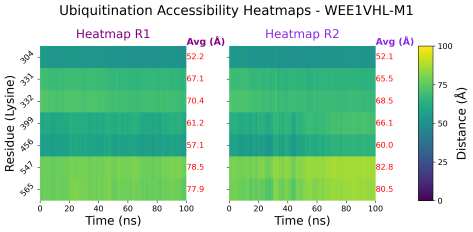 Ubiquitination Accessibility Heatmaps - WEE1VHL-M1
Heatmap R1
Avg (Å)
Heatmap R2
Avg (Å)
Residue (Lysine)
304
331
332
399
456
547
565
52.2
67.1
70.4
61.2
57.1
78.5
77.9
52.1
65.8
68.5
66.1
60.0
82.8
80.5
0 20 40 60 80 100
Time (ns)
0 20 40 60 80 100
Time (ns)
100
75
50
25
0
Distance (Å)